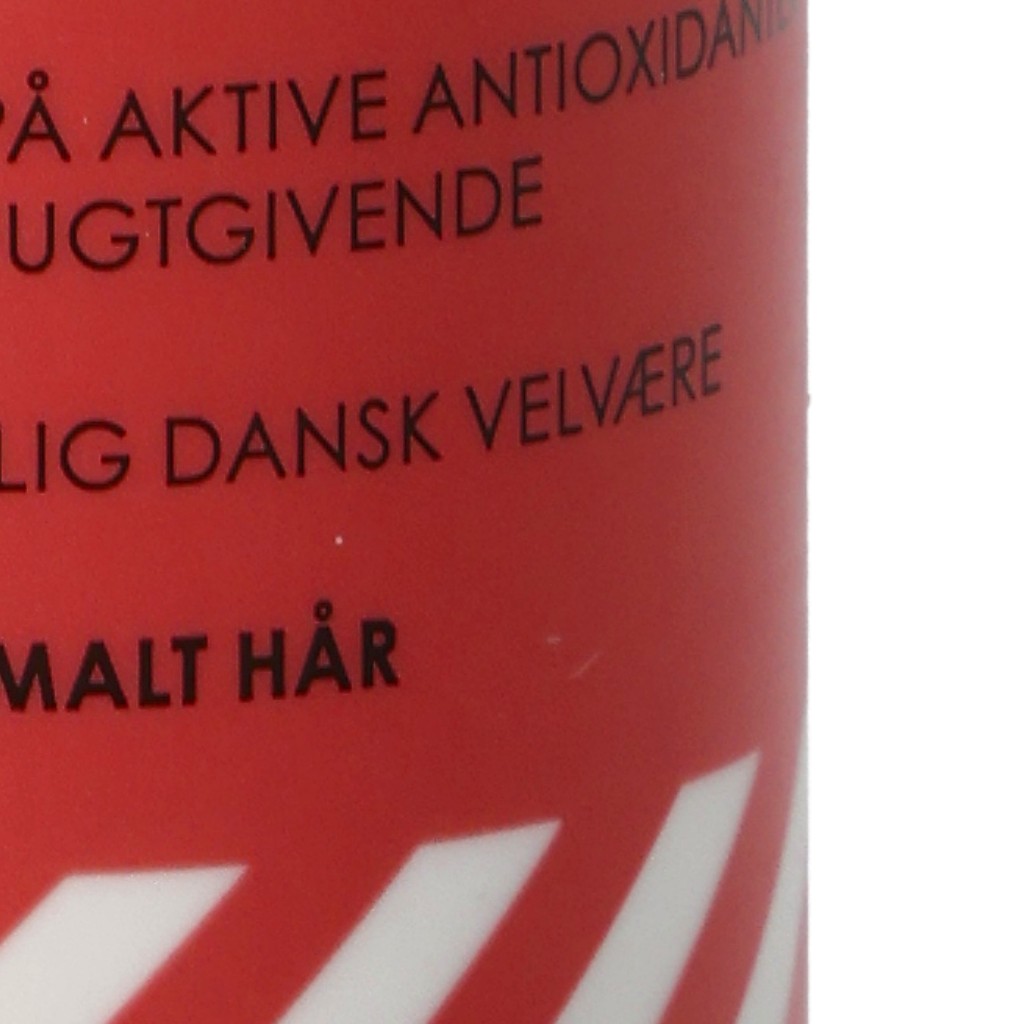 PÅ AKTIVE ANTIOXIDANTE
UGTGIVENDE
LIG DANSK VELVÆRE
MALT HÅR